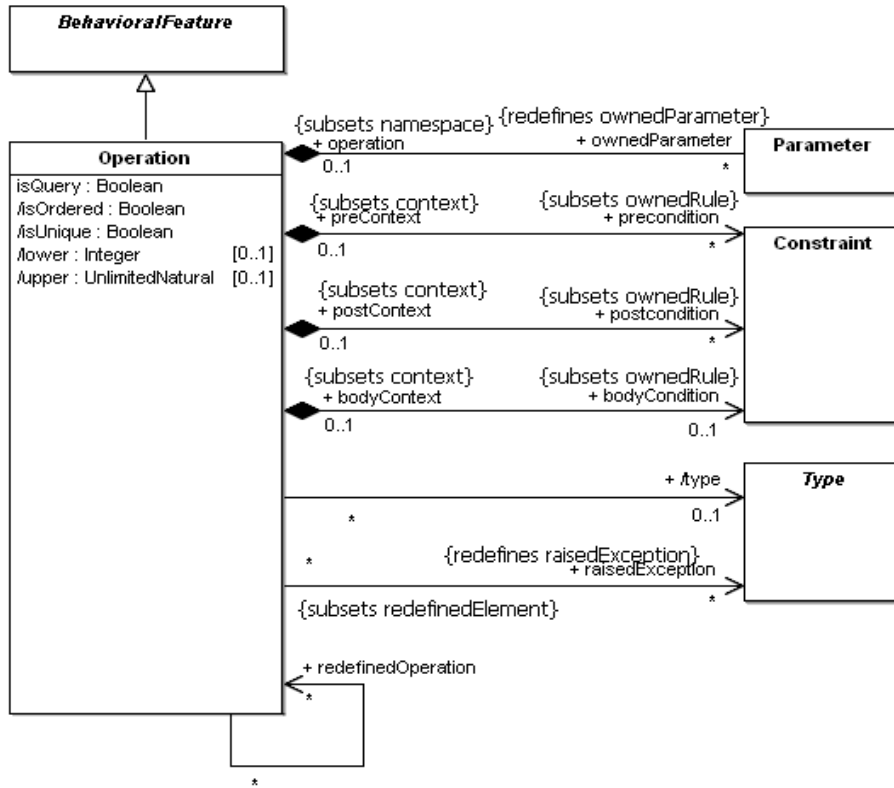 BehavioralFeature
Operation
isQuery : Boolean
/isOrdered : Boolean
/isUnique : Boolean
/lower : Integer [0..1]
/upper : UnlimitedNatural [0..1]
{subsets namespace} {redefines ownedParameter}
+ operation + ownedParameter
0..1 *
Parameter
{subsets context} {subsets ownedRule}
+ preContext + precondition
0..1 *
Constraint
{subsets context} {subsets ownedRule}
+ postContext + postcondition
0..1 *
{subsets context} {subsets ownedRule}
+ bodyContext + bodyCondition
0..1 0..1
+ /type
* 0..1
Type
* {redefines raisedException}
+ raisedException
*
{subsets redefinedElement}
+ redefinedOperation
*
*